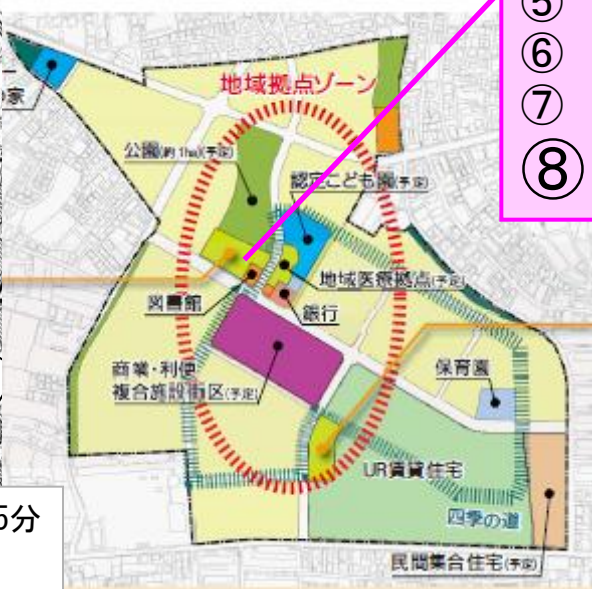 ⑤
⑥
⑦
⑧
家
地域拠点ゾーン
公園(約1ha)(予定)
認定こども園(予定)
地域医療拠点(予定)
図書館
銀行
商業・利便
複合施設街区(予定)
保育園
UR賃貸住宅
四季の道
5分
民間集合住宅(予定)